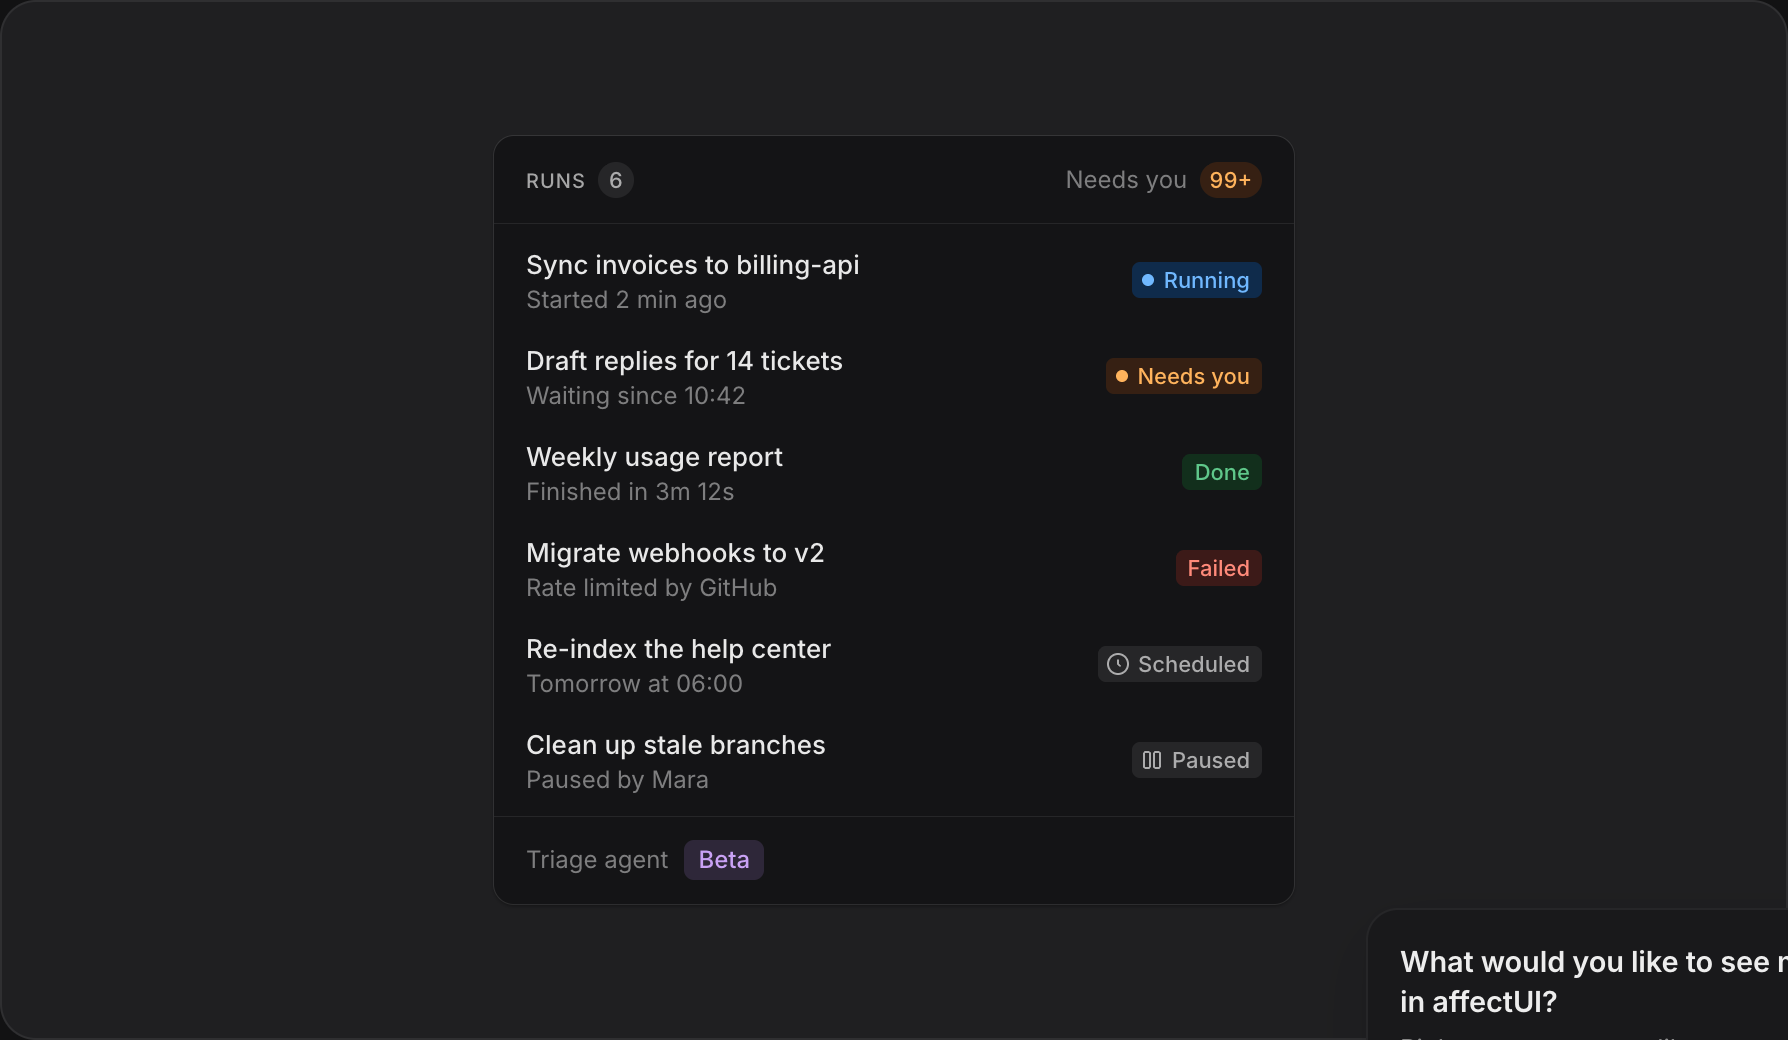 RUNS 6
Needs you 99+
Sync invoices to billing-api
Started 2 min ago
Running
Draft replies for 14 tickets
Waiting since 10:42
Needs you
Weekly usage report
Finished in 3m 12s
Done
Migrate webhooks to v2
Rate limited by GitHub
Failed
Re-index the help center
Tomorrow at 06:00
Scheduled
Clean up stale branches
Paused by Mara
Paused
Triage agent Beta
What would you like to see
in affectUI?